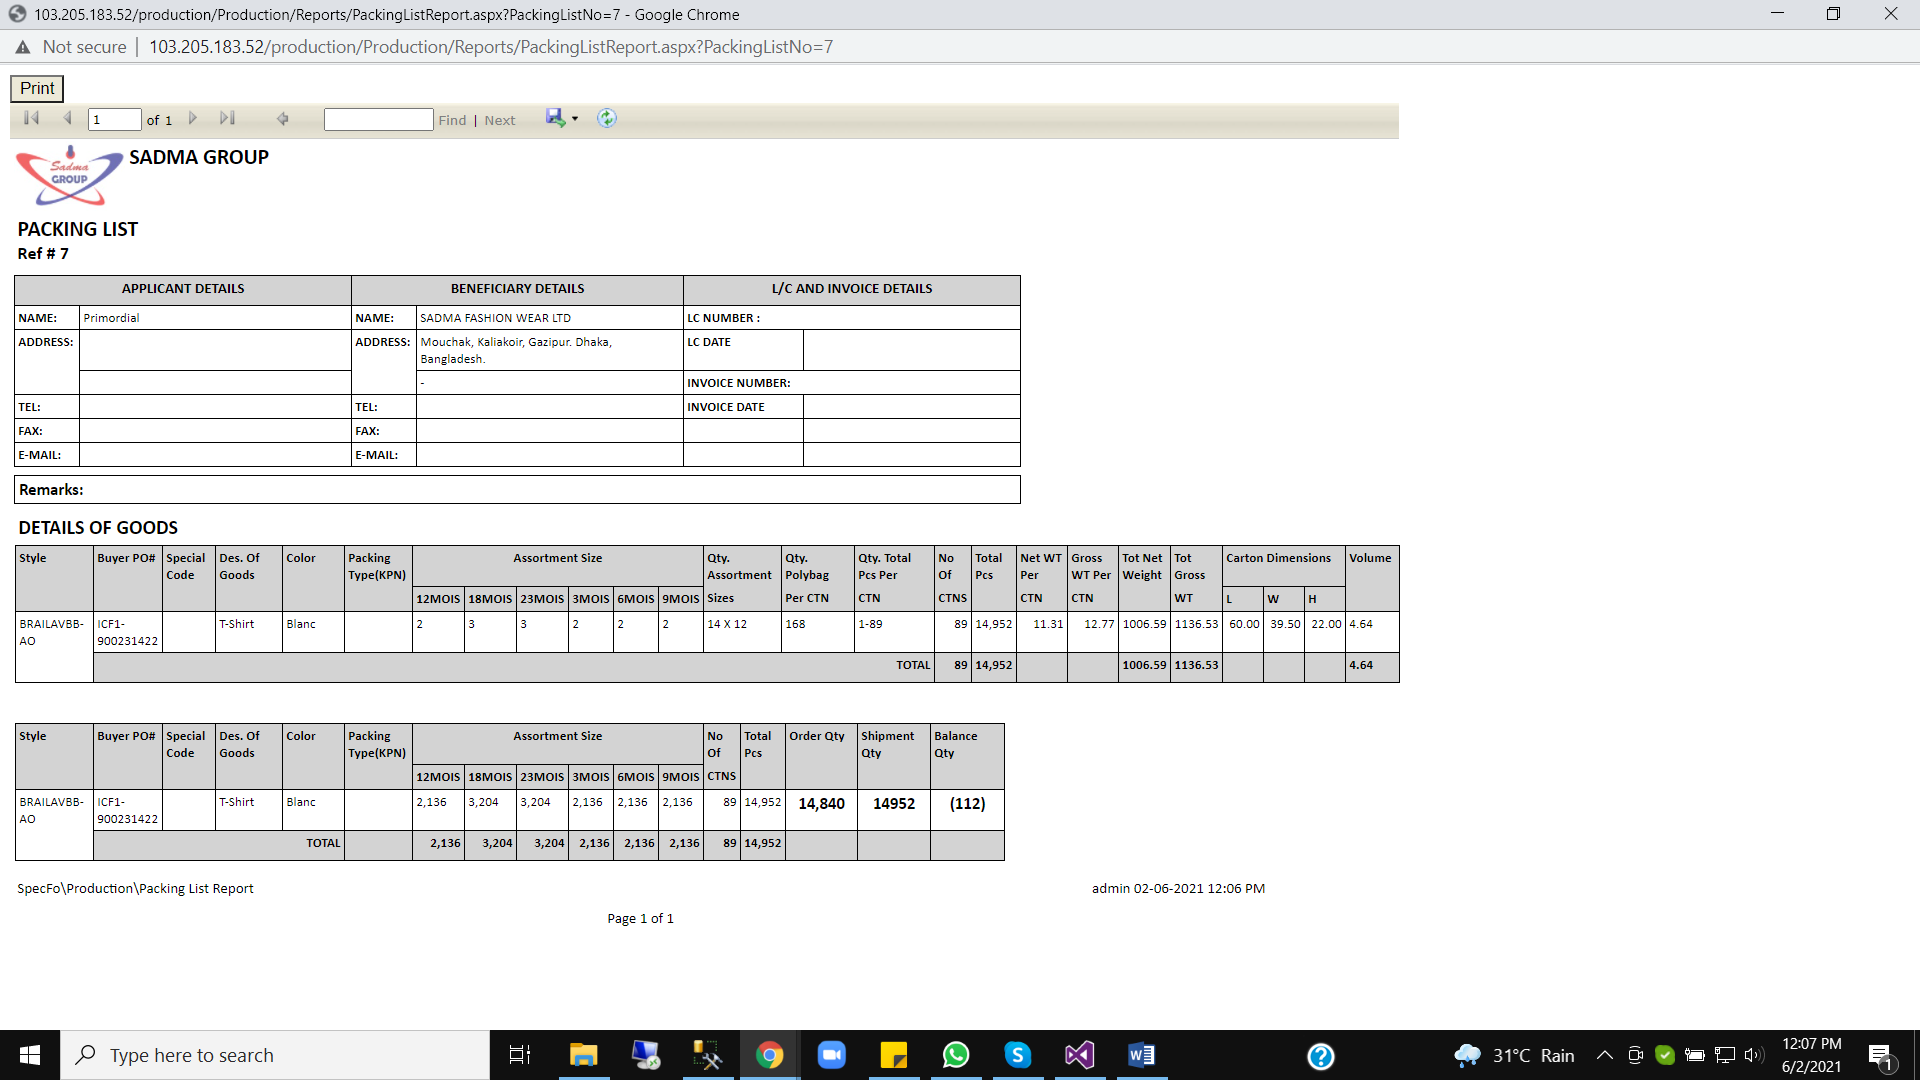 103.205.183.52/production/Production/Reports/PackingListReport.aspx?PackingListNo=7 - Google Chrome
Not secure | 103.205.183.52/production/Production/Reports/PackingListReport.aspx?PackingListNo=7
Print
1 of 1 Find | Next
Sadma GROUP SADMA GROUP
PACKING LIST
Ref # 7
APPLICANT DETAILS BENEFICIARY DETAILS L/C AND INVOICE DETAILS
NAME: Primordial NAME: SADMA FASHION WEAR LTD LC NUMBER :
ADDRESS: ADDRESS: Mouchak, Kaliakoir, Gazipur. Dhaka, LC DATE
Bangladesh.
- INVOICE NUMBER:
TEL: TEL: INVOICE DATE
FAX: FAX:
E-MAIL: E-MAIL:
Remarks:
DETAILS OF GOODS
Style Buyer PO# Special Des. Of Color Packing Assortment Size Qty. Qty. Qty. Total No Total Net WT Gross Tot Net Tot Carton Dimensions Volume
Code Goods Type(KPN) Assortment Polybag Pcs Per Of Pcs Per WT Per Weight Gross
12MOIS 18MOIS 23MOIS 3MOIS 6MOIS 9MOIS Sizes Per CTN CTN CTNS CTN CTN WT L W H
BRAILAVBB- ICF1- T-Shirt Blanc 2 3 3 2 2 2 14 X 12 168 1-89 89 14,952 11.31 12.77 1006.59 1136.53 60.00 39.50 22.00 4.64
AO 900231422
TOTAL 89 14,952 1006.59 1136.53 4.64
Style Buyer PO# Special Des. Of Color Packing Assortment Size No Total Order Qty Shipment Balance
Code Goods Type(KPN) Of Pcs Qty Qty
12MOIS 18MOIS 23MOIS 3MOIS 6MOIS 9MOIS CTNS
BRAILAVBB- ICF1- T-Shirt Blanc 2,136 3,204 3,204 2,136 2,136 2,136 89 14,952 14,840 14952 (112)
AO 900231422
TOTAL 2,136 3,204 3,204 2,136 2,136 2,136 89 14,952
SpecFo\Production\Packing List Report admin 02-06-2021 12:06 PM
Page 1 of 1
Type here to search 31°C Rain 12:07 PM
6/2/2021 1